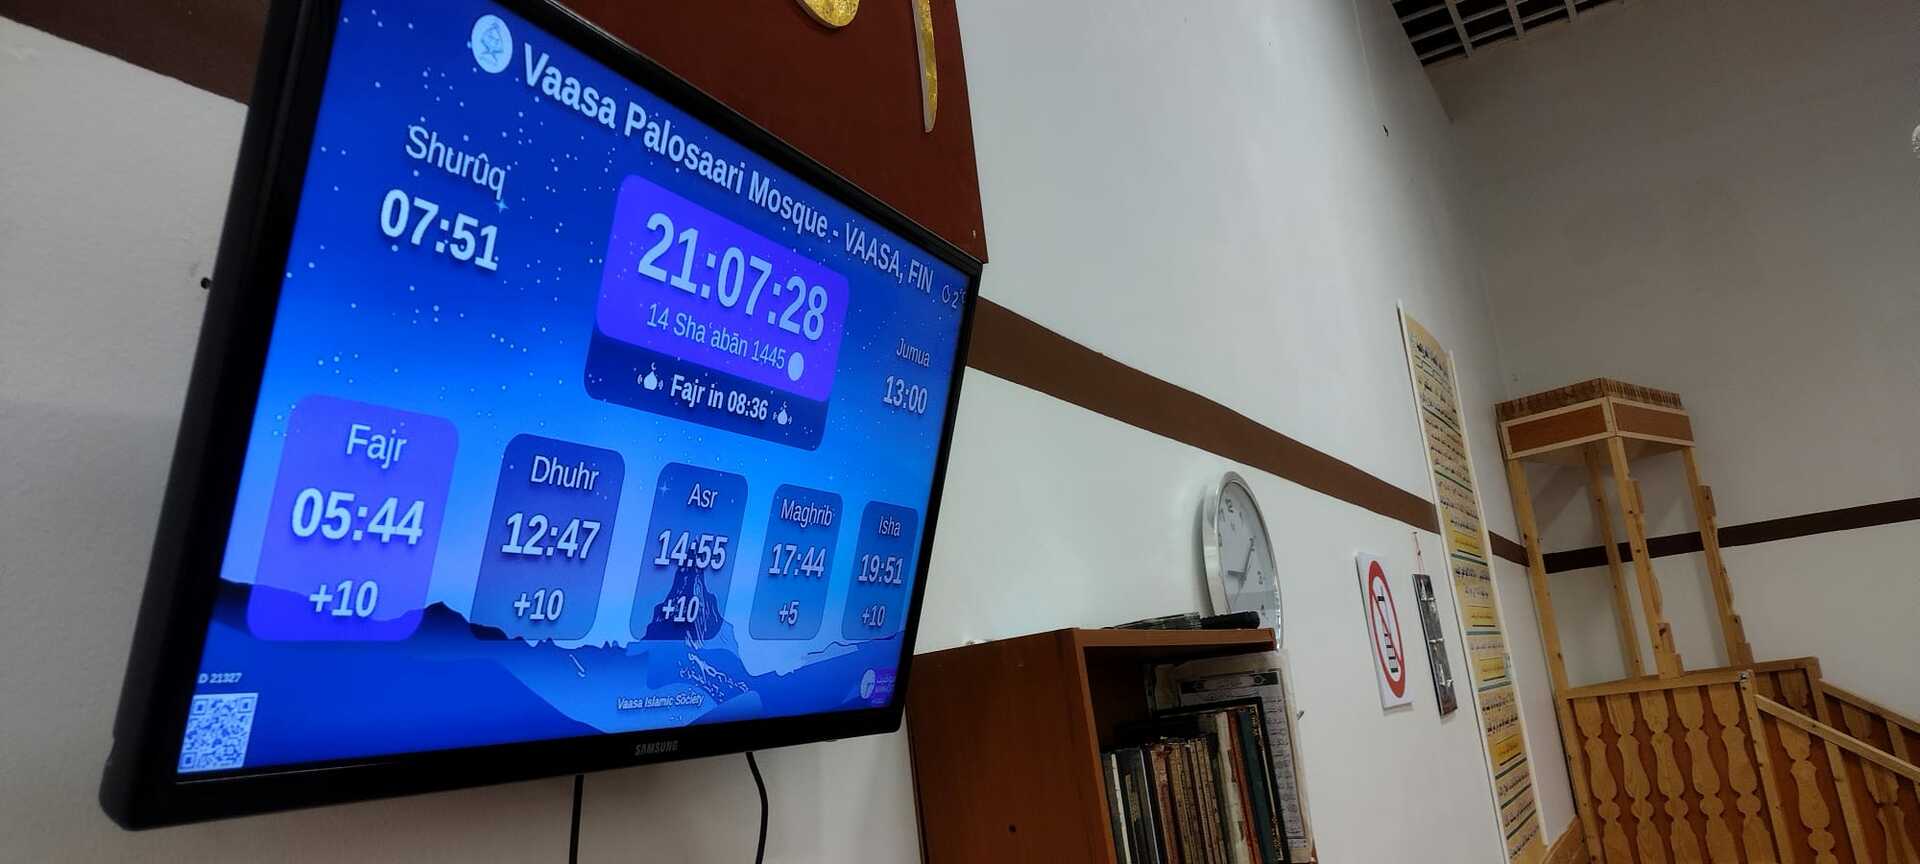 Vaasa Palosaari Mosque - VAASA, FIN
2°
Shurûq
07:51
21:07:28
14 Sha‘abān 1445
Fajr in 08:36
Jumua
13:00
Fajr
05:44
+10
Dhuhr
12:47
+10
Asr
14:55
+10
Maghrib
17:44
+5
Isha
19:51
+10
D 21327
Vaasa Islamic Society
SAMSUNG